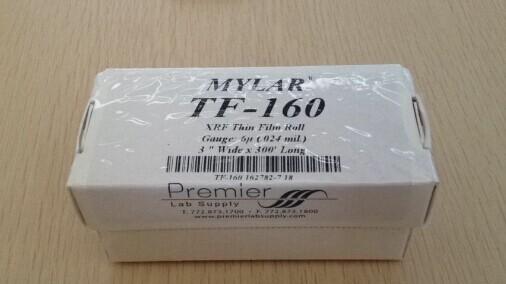 MYLAR®
TF-160
XRF Thin Film Roll
Gauge: 6µ (.024 mil.)
3 " Wide x 300' Long
TF-160 162782-7 18
Premier
Lab Supply
T. 772.873.1700 • F. 772.873.1800
www.premierlabsupply.com